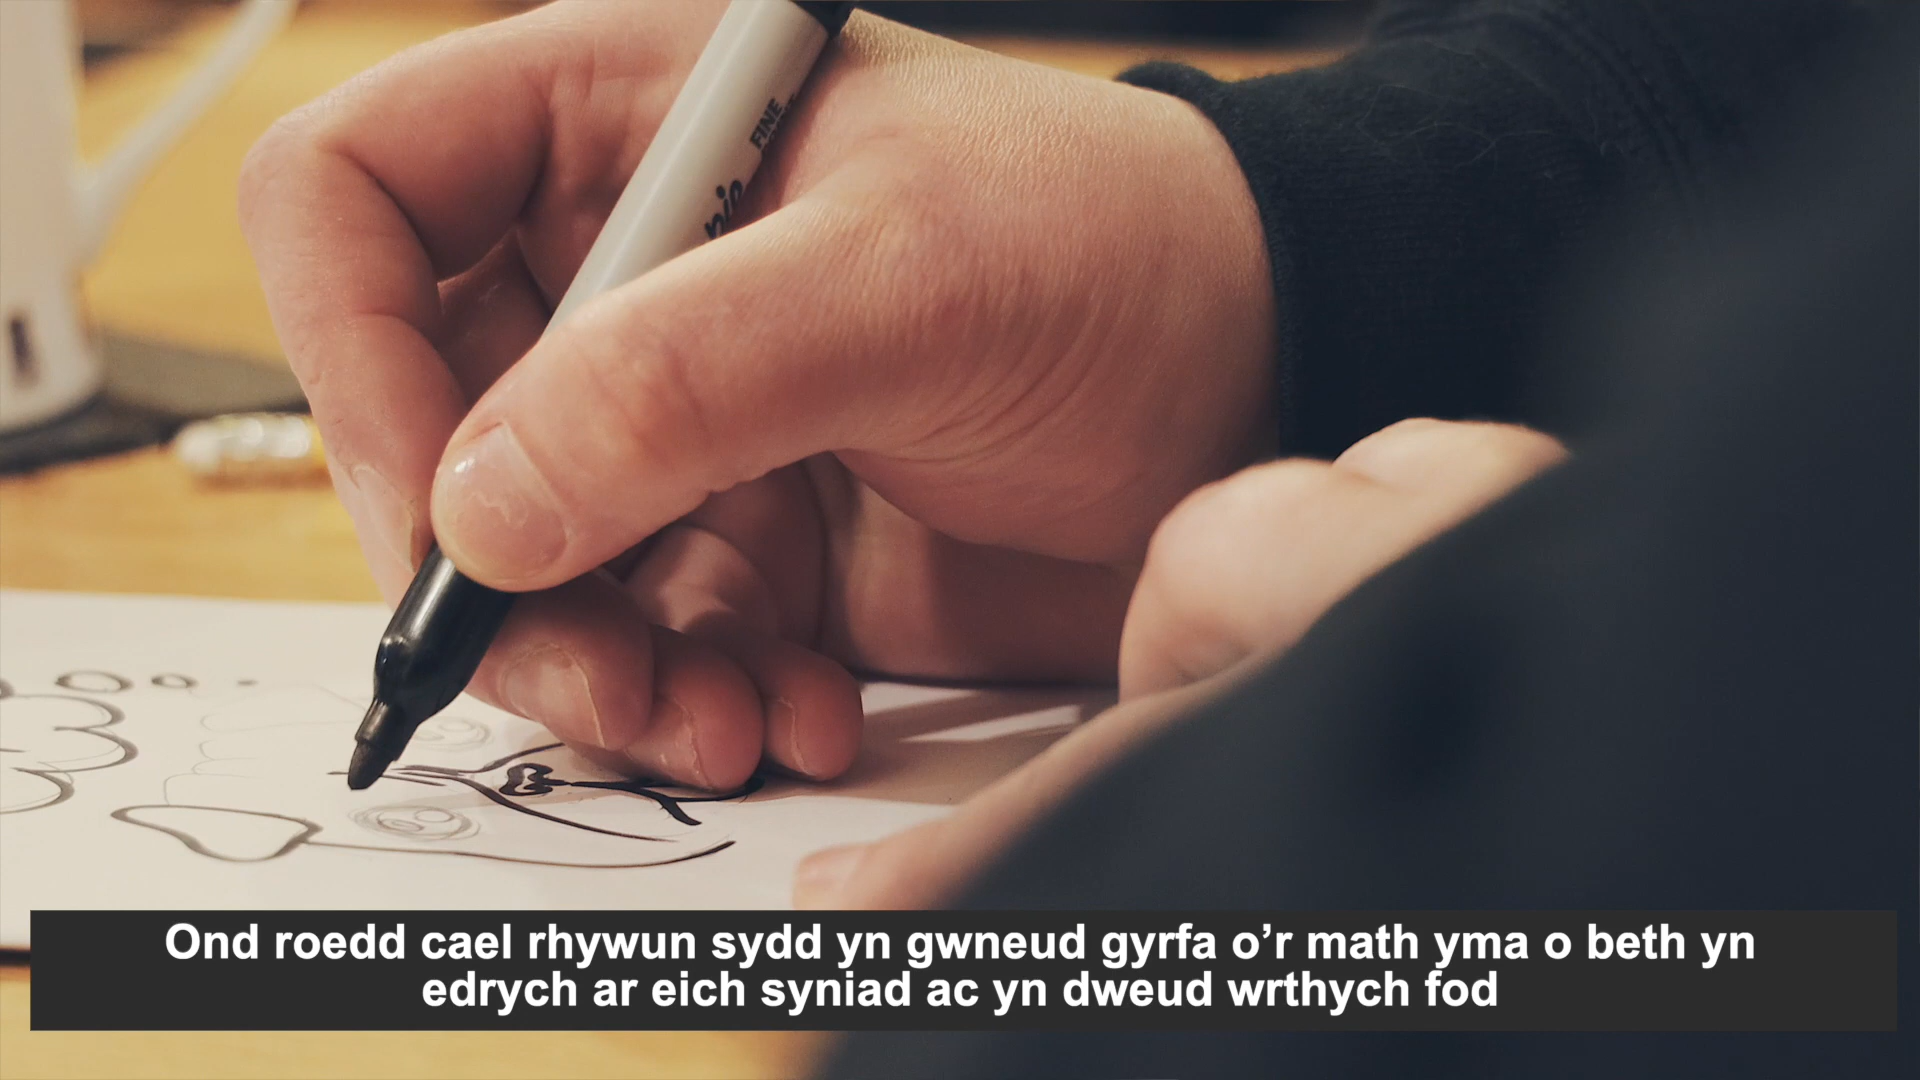 FINE
Ond roedd cael rhywun sydd yn gwneud gyrfa o’r math yma o beth yn
edrych ar eich syniad ac yn dweud wrthych fod